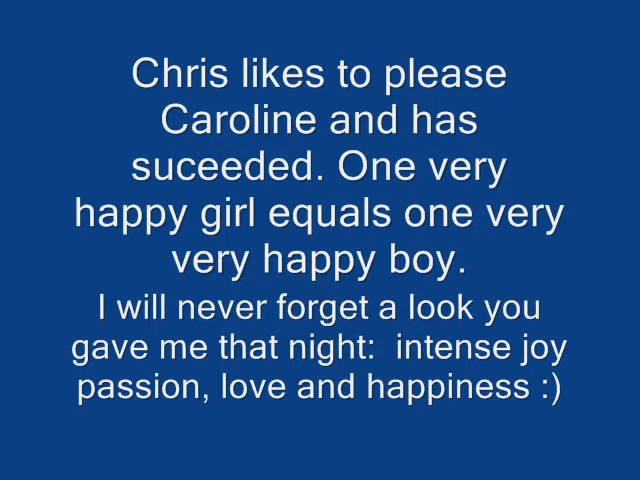 Chris likes to please
Caroline and has
suceeded. One very
happy girl equals one very
very happy boy.
I will never forget a look you
gave me that night:  intense joy
passion, love and happiness :)